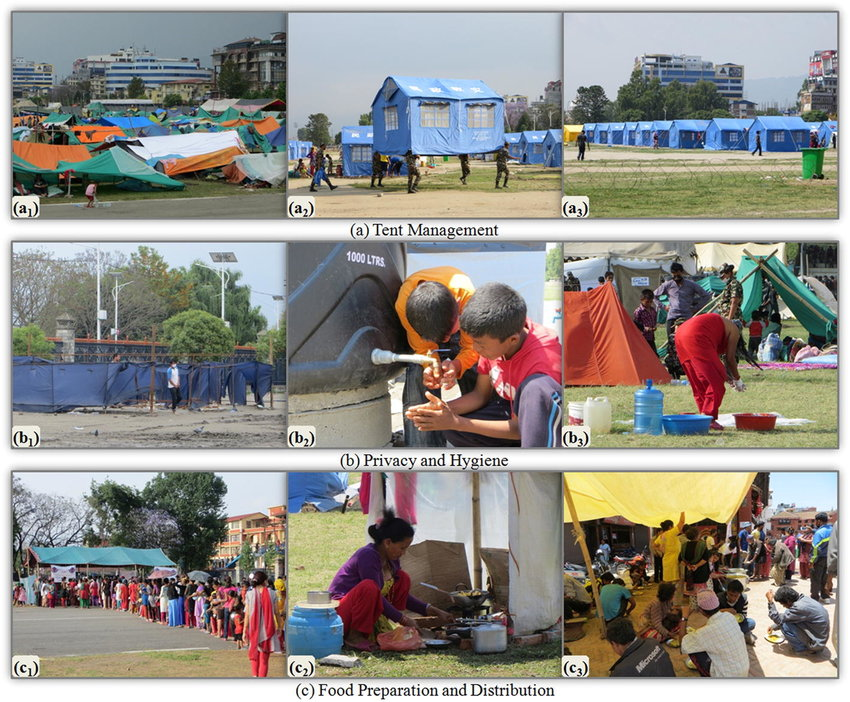 (a1)
(a2)
(a3)
(a) Tent Management
1000 LTRS.
(b1)
(b2)
(b3)
(b) Privacy and Hygiene
Microsoft
(c1)
(c2)
(c3)
(c) Food Preparation and Distribution